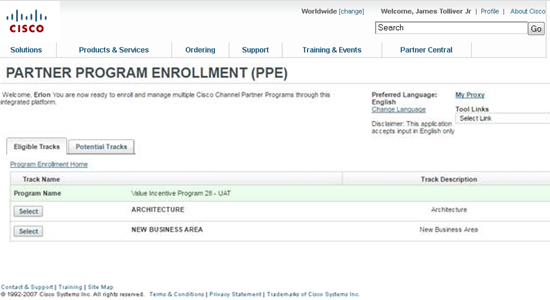 Worldwide [change] Welcome, James Tolliver Jr | Profile | About Cisco
CISCO
Search Go
Solutions Products & Services Ordering Support Training & Events Partner Central
PARTNER PROGRAM ENROLLMENT (PPE)
Welcome, Erlon You are now ready to enroll and manage multiple Cisco Channel Partner Programs through this
integrated platform.
Preferred Language:
English
Change Language
Disclaimer: This application
accepts input in English only
My Proxy
Tool Links
Select Link
Eligible Tracks Potential Tracks
Program Enrollment Home
Track Name Track Description
Program Name Value Incentive Program 28 - UAT
Select ARCHITECTURE Architecture
Select NEW BUSINESS AREA New Business Area
Contact & Support | Training | Site Map
© 1992-2007 Cisco Systems Inc. All rights reserved. Terms & Conditions | Privacy Statement | Trademarks of Cisco Systems Inc.